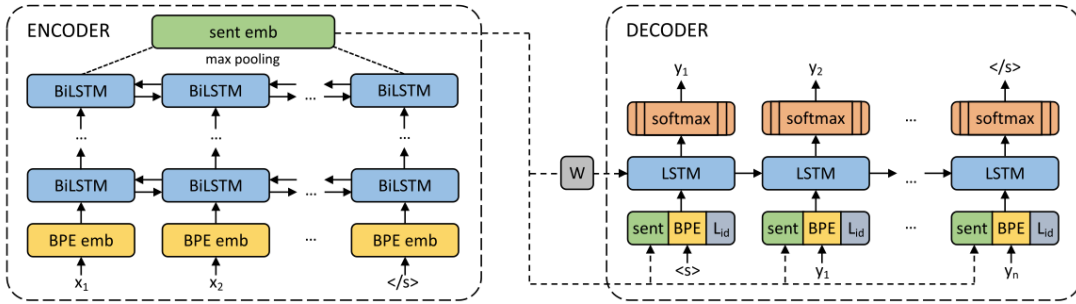 ENCODER
sent emb
max pooling
BiLSTM BiLSTM ... BiLSTM
... ... ...
BiLSTM BiLSTM ... BiLSTM
BPE emb BPE emb ... BPE emb
x1 x2 </s>
W
DECODER
y1 y2 </s>
softmax softmax ... softmax
LSTM LSTM ... LSTM
sent BPE Lid sent BPE Lid ... sent BPE Lid
<s> y1 yn